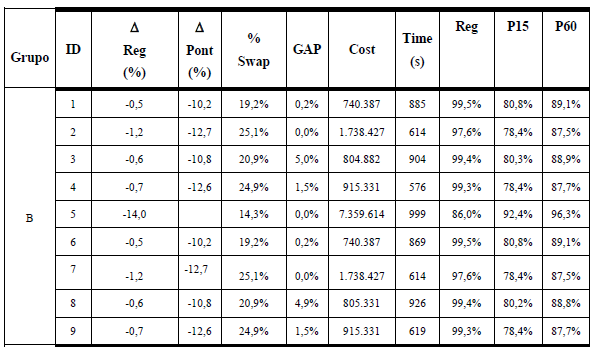 Grupo ID Δ Reg (%) Δ Pont (%) % Swap GAP Cost Time (s) Reg P15 P60
B
1 -0,5 -10,2 19,2% 0,2% 740.387 885 99,5% 80,8% 89,1%
2 -1,2 -12,7 25,1% 0,0% 1.738.427 614 97,6% 78,4% 87,5%
3 -0,6 -10,8 20,9% 5,0% 804.882 904 99,4% 80,3% 88,9%
4 -0,7 -12,6 24,9% 1,5% 915.331 576 99,3% 78,4% 87,7%
5 -14,0 14,3% 0,0% 7.359.614 999 86,0% 92,4% 96,3%
6 -0,5 -10,2 19,2% 0,2% 740.387 869 99,5% 80,8% 89,1%
7 -1,2 -12,7 25,1% 0,0% 1.738.427 614 97,6% 78,4% 87,5%
8 -0,6 -10,8 20,9% 4,9% 805.331 926 99,4% 80,2% 88,8%
9 -0,7 -12,6 24,9% 1,5% 915.331 619 99,3% 78,4% 87,7%